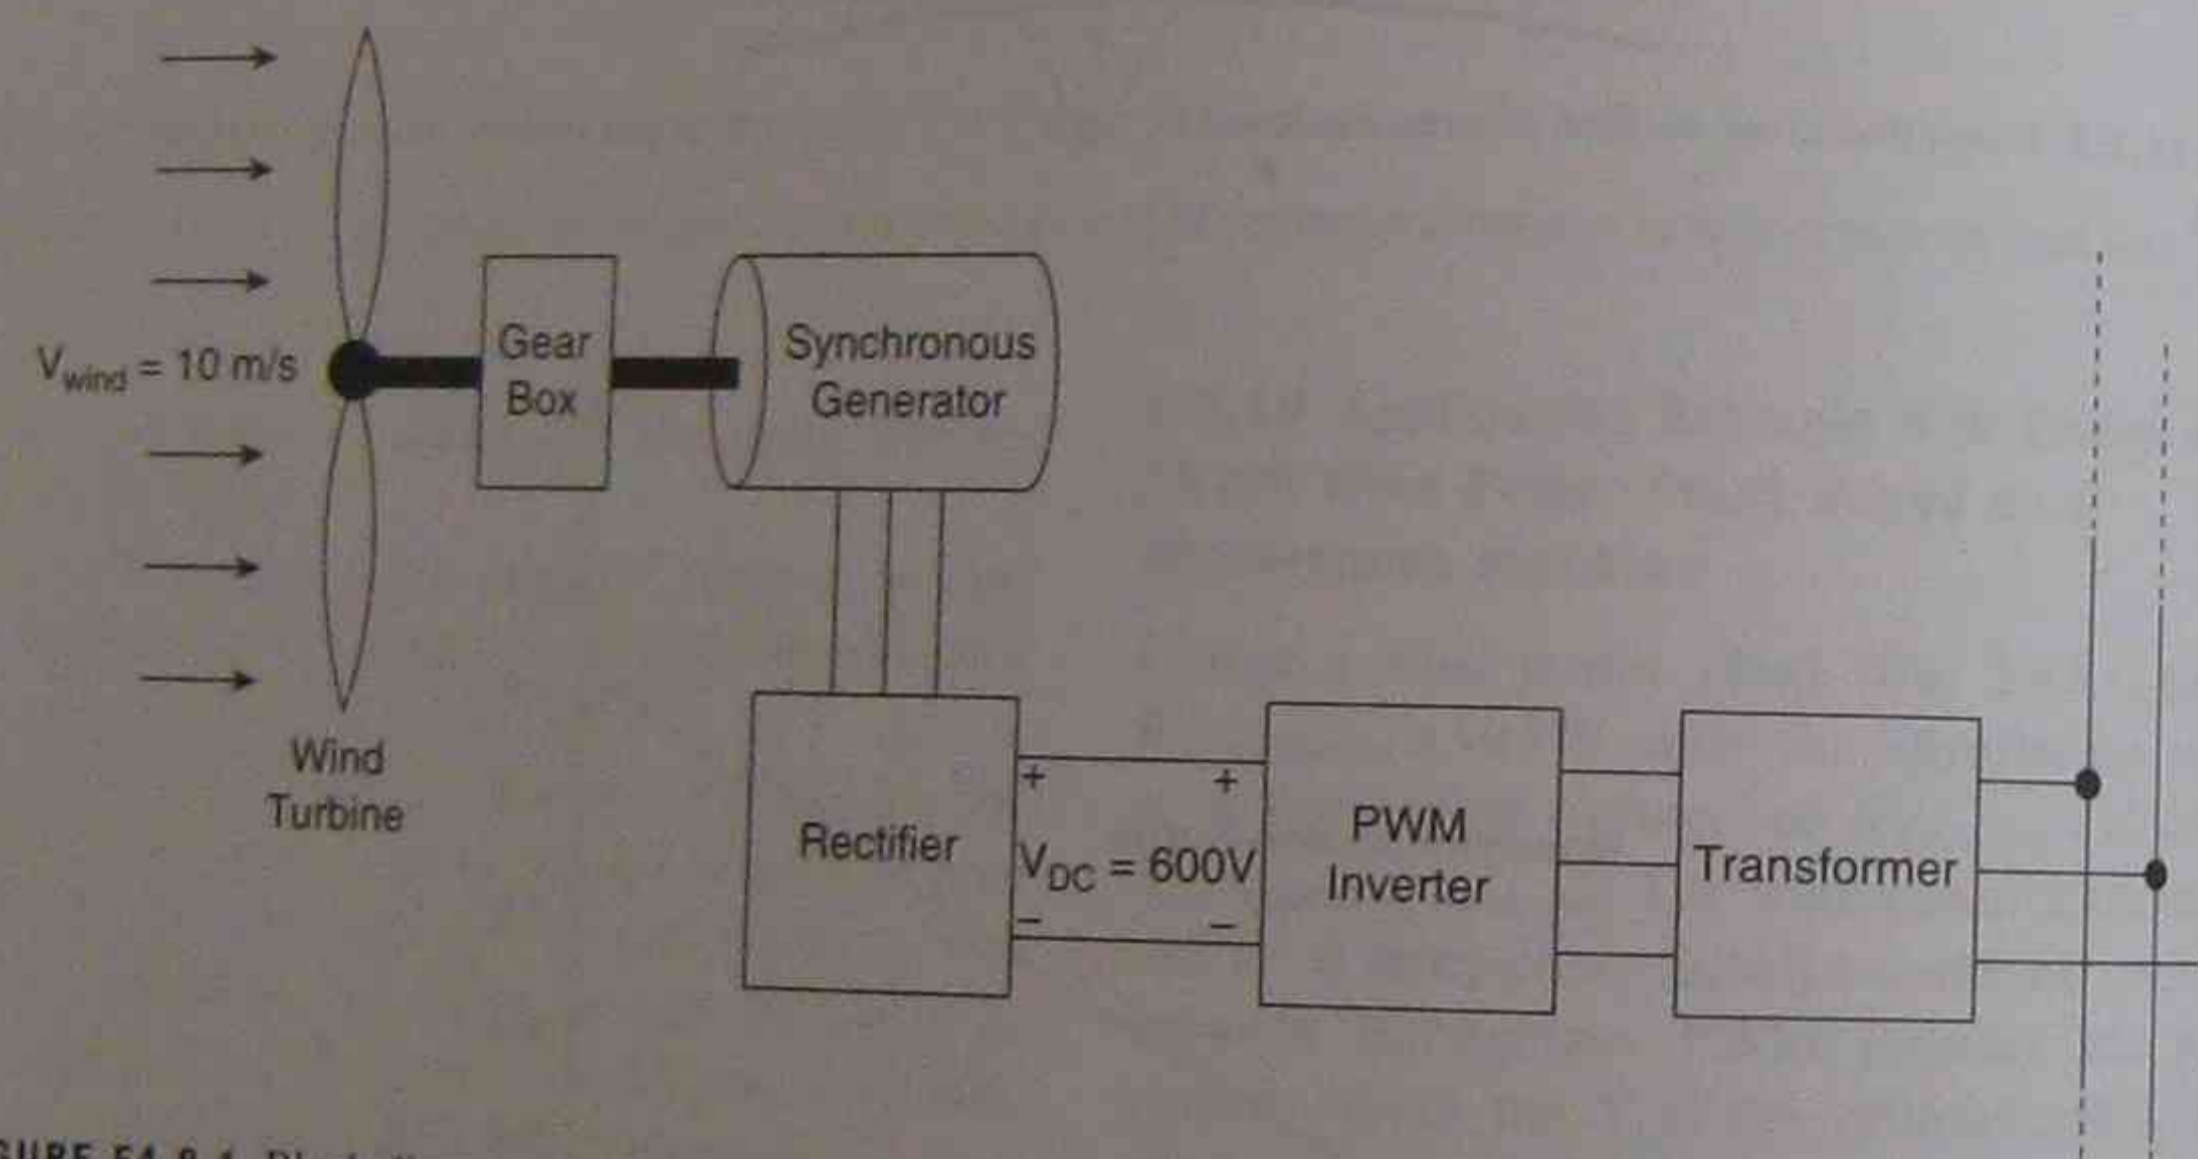 V_wind = 10 m/s
Gear
Box
Synchronous
Generator
Wind
Turbine
Rectifier
+ +
V_DC = 600V
– –
PWM
Inverter
Transformer